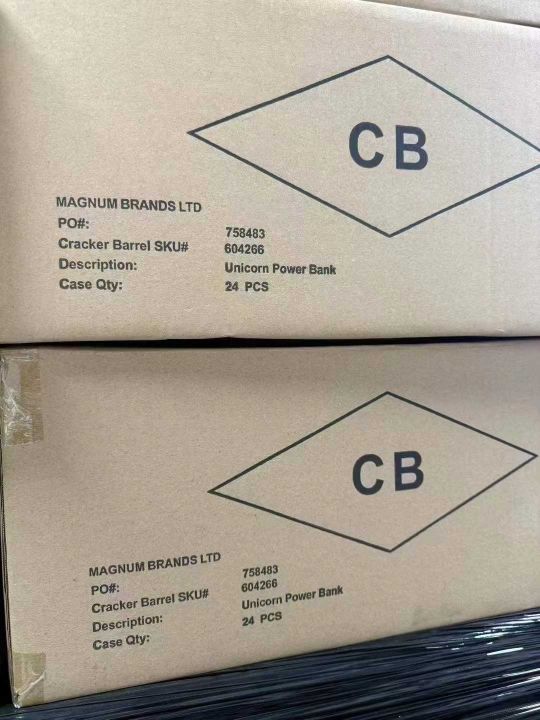 CB
MAGNUM BRANDS LTD
PO#: 758483
Cracker Barrel SKU# 604266
Description: Unicorn Power Bank
Case Qty: 24 PCS
CB
MAGNUM BRANDS LTD
PO#: 758483
Cracker Barrel SKU# 604266
Description: Unicorn Power Bank
Case Qty: 24 PCS